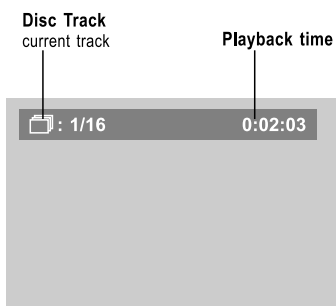 Disc Track
current track
Playback time
: 1/16
0:02:03